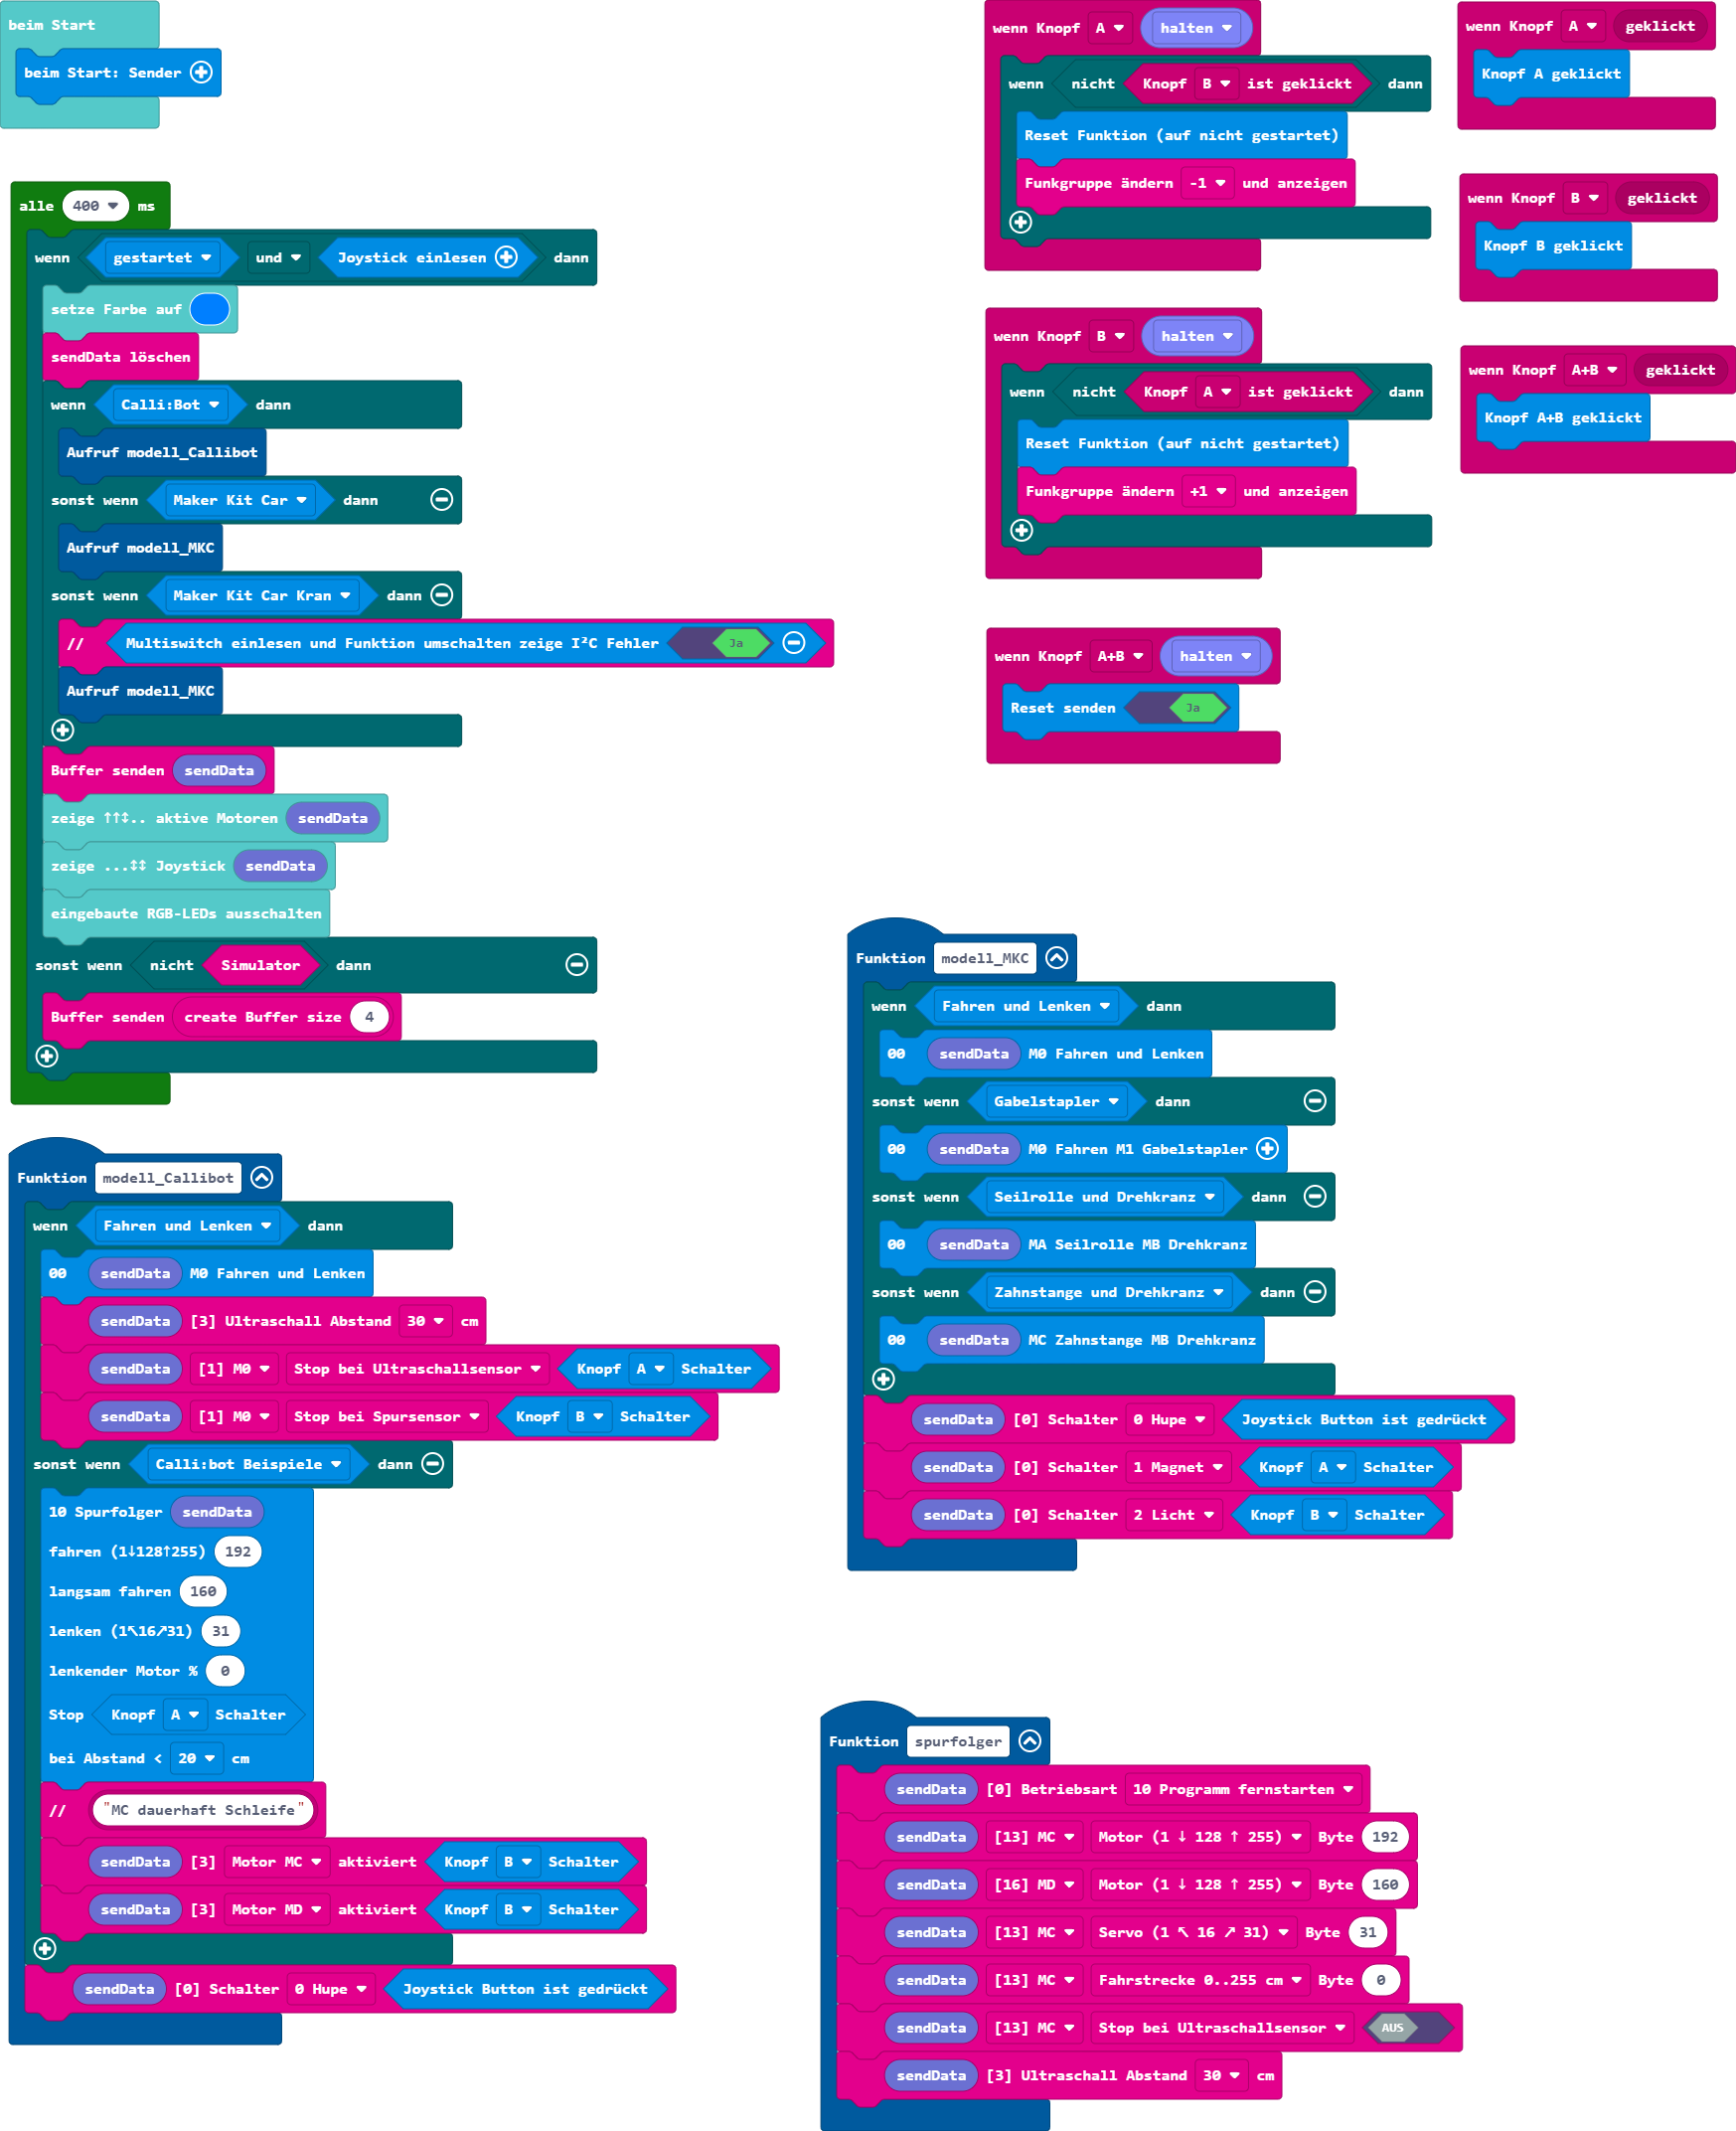 beim Start
beim Start: Sender
alle 400 ms
wenn gestartet und Joystick einlesen dann
setze Farbe auf
sendData löschen
wenn Calli:Bot dann
Aufruf modell_Callibot
sonst wenn Maker Kit Car dann
Aufruf modell_MKC
sonst wenn Maker Kit Car Kran dann
// Multiswitch einlesen und Funktion umschalten zeige I²C Fehler Ja
Aufruf modell_MKC
Buffer senden sendData
zeige ↑↑↕.. aktive Motoren sendData
zeige ...↕↕ Joystick sendData
eingebaute RGB-LEDs ausschalten
sonst wenn nicht Simulator dann
Buffer senden create Buffer size 4
wenn Knopf A halten
wenn nicht Knopf B ist geklickt dann
Reset Funktion (auf nicht gestartet)
Funkgruppe ändern -1 und anzeigen
wenn Knopf B halten
wenn nicht Knopf A ist geklickt dann
Reset Funktion (auf nicht gestartet)
Funkgruppe ändern +1 und anzeigen
wenn Knopf A+B halten
Reset senden Ja
wenn Knopf A geklickt
Knopf A geklickt
wenn Knopf B geklickt
Knopf B geklickt
wenn Knopf A+B geklickt
Knopf A+B geklickt
Funktion modell_Callibot
wenn Fahren und Lenken dann
00 sendData M0 Fahren und Lenken
sendData [3] Ultraschall Abstand 30 cm
sendData [1] M0 Stop bei Ultraschallsensor Knopf A Schalter
sendData [1] M0 Stop bei Spursensor Knopf B Schalter
sonst wenn Calli:bot Beispiele dann
10 Spurfolger sendData
fahren (1↓128↑255) 192
langsam fahren 160
lenken (1↖16↗31) 31
lenkender Motor % 0
Stop Knopf A Schalter
bei Abstand < 20 cm
// "MC dauerhaft Schleife"
sendData [3] Motor MC aktiviert Knopf B Schalter
sendData [3] Motor MD aktiviert Knopf B Schalter
sendData [0] Schalter 0 Hupe Joystick Button ist gedrückt
Funktion modell_MKC
wenn Fahren und Lenken dann
00 sendData M0 Fahren und Lenken
sonst wenn Gabelstapler dann
00 sendData M0 Fahren M1 Gabelstapler
sonst wenn Seilrolle und Drehkranz dann
00 sendData MA Seilrolle MB Drehkranz
sonst wenn Zahnstange und Drehkranz dann
00 sendData MC Zahnstange MB Drehkranz
sendData [0] Schalter 0 Hupe Joystick Button ist gedrückt
sendData [0] Schalter 1 Magnet Knopf A Schalter
sendData [0] Schalter 2 Licht Knopf B Schalter
Funktion spurfolger
sendData [0] Betriebsart 10 Programm fernstarten
sendData [13] MC Motor (1 ↓ 128 ↑ 255) Byte 192
sendData [16] MD Motor (1 ↓ 128 ↑ 255) Byte 160
sendData [13] MC Servo (1 ↖ 16 ↗ 31) Byte 31
sendData [13] MC Fahrstrecke 0..255 cm Byte 0
sendData [13] MC Stop bei Ultraschallsensor AUS
sendData [3] Ultraschall Abstand 30 cm